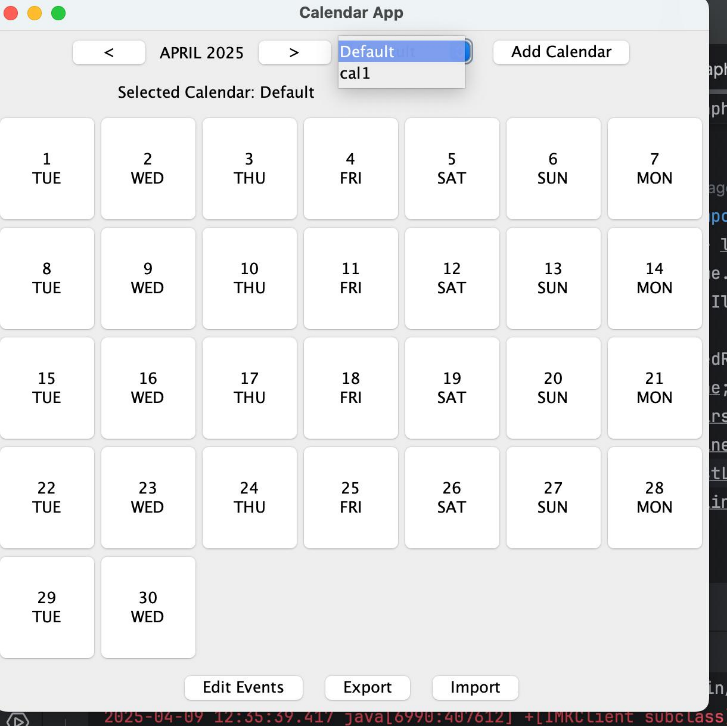 Calendar App
< APRIL 2025 > Default Add Calendar
cal1
Selected Calendar: Default
1 2 3 4 5 6 7
TUE WED THU FRI SAT SUN MON
8 9 10 11 12 13 14
TUE WED THU FRI SAT SUN MON
15 16 17 18 19 20 21
TUE WED THU FRI SAT SUN MON
22 23 24 25 26 27 28
TUE WED THU FRI SAT SUN MON
29 30
TUE WED
Edit Events Export Import
2025-04-09 12:35:39.417 java[6990:407612] +[IMKClient subclass